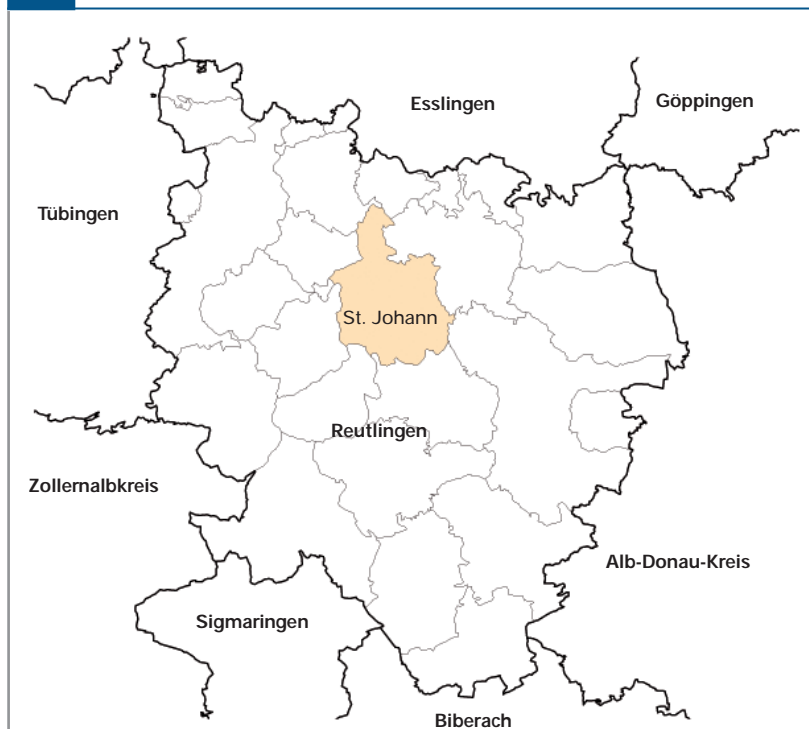 Esslingen
Göppingen
Tübingen
St. Johann
Reutlingen
Zollernalbkreis
Alb-Donau-Kreis
Sigmaringen
Biberach